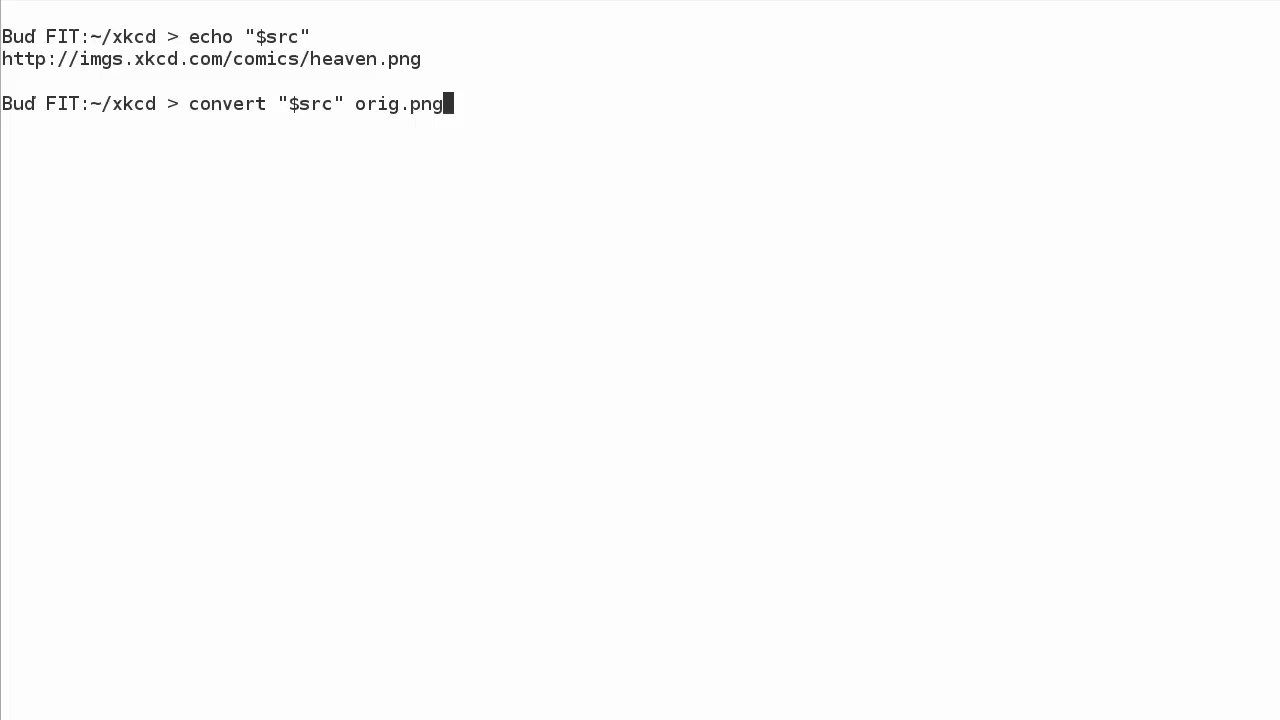 Buď FIT:~/xkcd > echo "$src"
http://imgs.xkcd.com/comics/heaven.png
Buď FIT:~/xkcd > convert "$src" orig.png